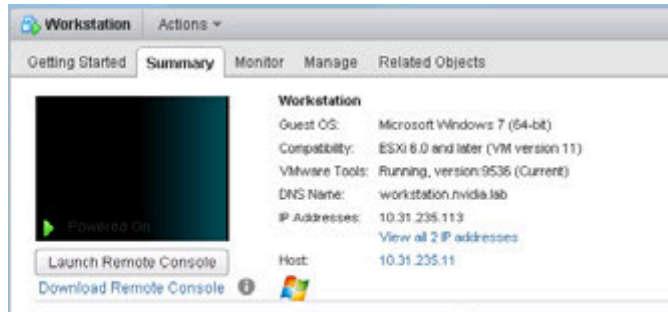 Workstation Actions
Getting Started Summary Monitor Manage Related Objects
Workstation
Guest OS: Microsoft Windows 7 (64-bit)
Compatibility: ESXi 6.0 and later (VM version 11)
VMware Tools: Running, version:9536 (Current)
DNS Name: workstation.nvidia.lab
IP Addresses: 10.31.235.113
View all 2 IP addresses
Host: 10.31.235.11
Powered On
Launch Remote Console
Download Remote Console